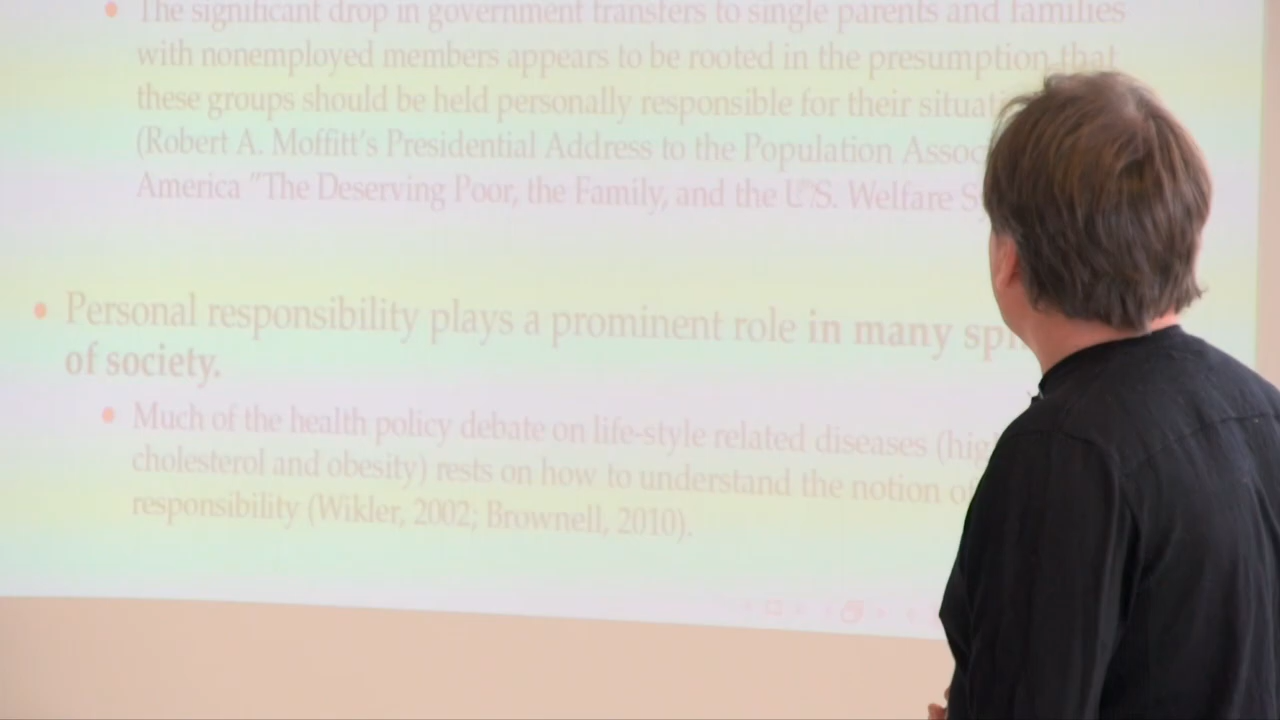 The significant drop in government transfers to single parents and families
with nonemployed members appears to be rooted in the presumption that
these groups should be held personally responsible for their
(Robert A. Moffitt's Presidential Address to the Population
America "The Deserving Poor, the Family, and the U.S. Welfare
Personal responsibility plays a prominent role in many
of society.
Much of the health policy debate on life-style related diseases
cholesterol and obesity) rests on how to understand the notion
responsibility (Wikler, 2002; Brownell, 2010).